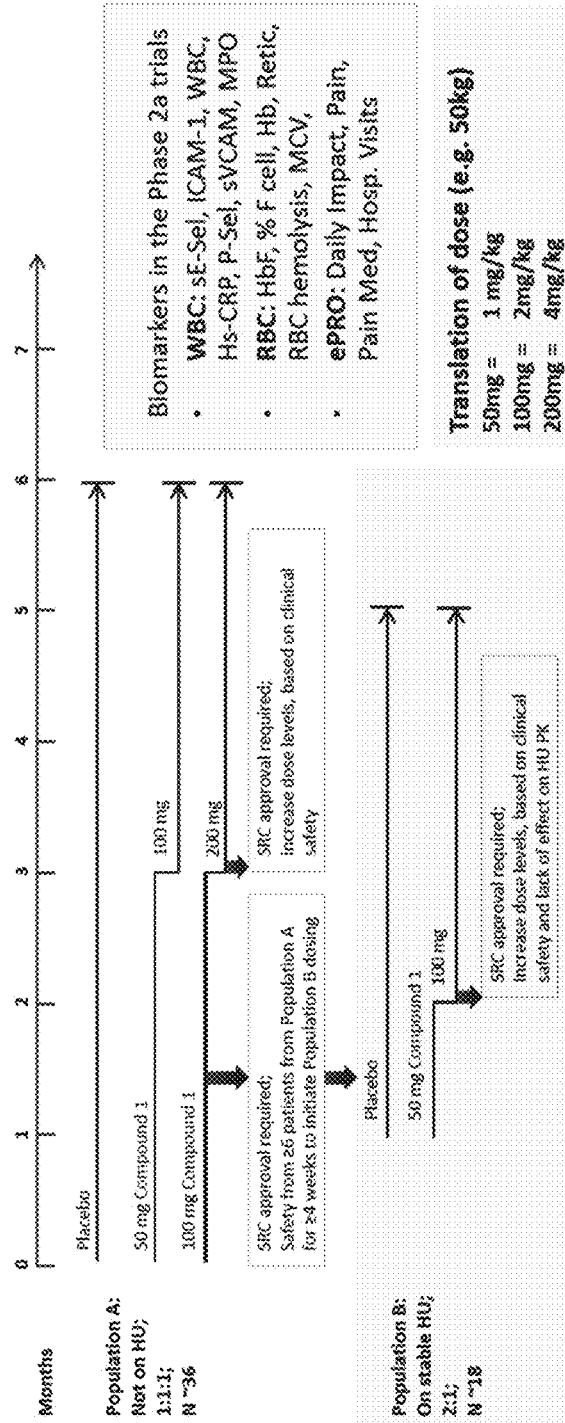 Months
0 1 2 3 4 5 6 7
Population A:
Not on HU;
1:1:1;
N ~36
Placebo
50 mg Compound 1
100 mg
100 mg Compound 1
200 mg
SRC approval required;
Safety from ≥6 patients from Population A
for ≥4 weeks to initiate Population B dosing
SRC approval required;
increase dose levels, based on clinical
safety
Population B:
On stable HU;
2:1;
N ~18
Placebo
50 mg Compound 1
100 mg
SRC approval required;
Increase dose levels, based on clinical
safety and lack of effect on HU PK
Biomarkers in the Phase 2a trials
• WBC: sE-Sel, ICAM-1, WBC,
Hs-CRP, P-Sel, sVCAM, MPO
• RBC: HbF, % F cell, Hb, Retic,
RBC hemolysis, MCV,
• ePRO: Daily Impact, Pain,
Pain Med, Hosp. Visits
Translation of dose (e.g. 50kg)
50mg = 1 mg/kg
100mg = 2mg/kg
200mg = 4mg/kg